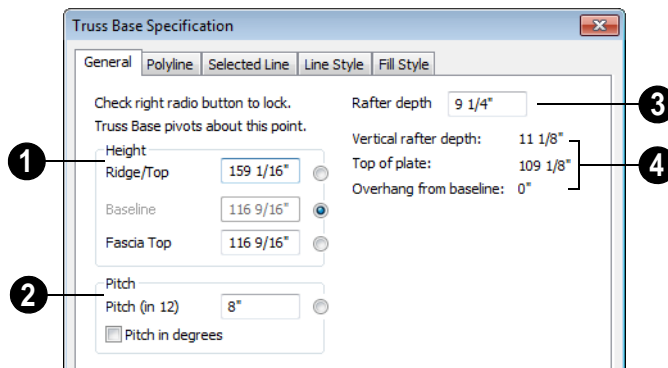 Truss Base Specification
General Polyline Selected Line Line Style Fill Style
Check right radio button to lock.
Truss Base pivots about this point.
Height
Ridge/Top 159 1/16"
Baseline 116 9/16"
Fascia Top 116 9/16"
Pitch
Pitch (in 12) 8"
Pitch in degrees
Rafter depth 9 1/4"
Vertical rafter depth: 11 1/8"
Top of plate: 109 1/8"
Overhang from baseline: 0"
1
2
3
4